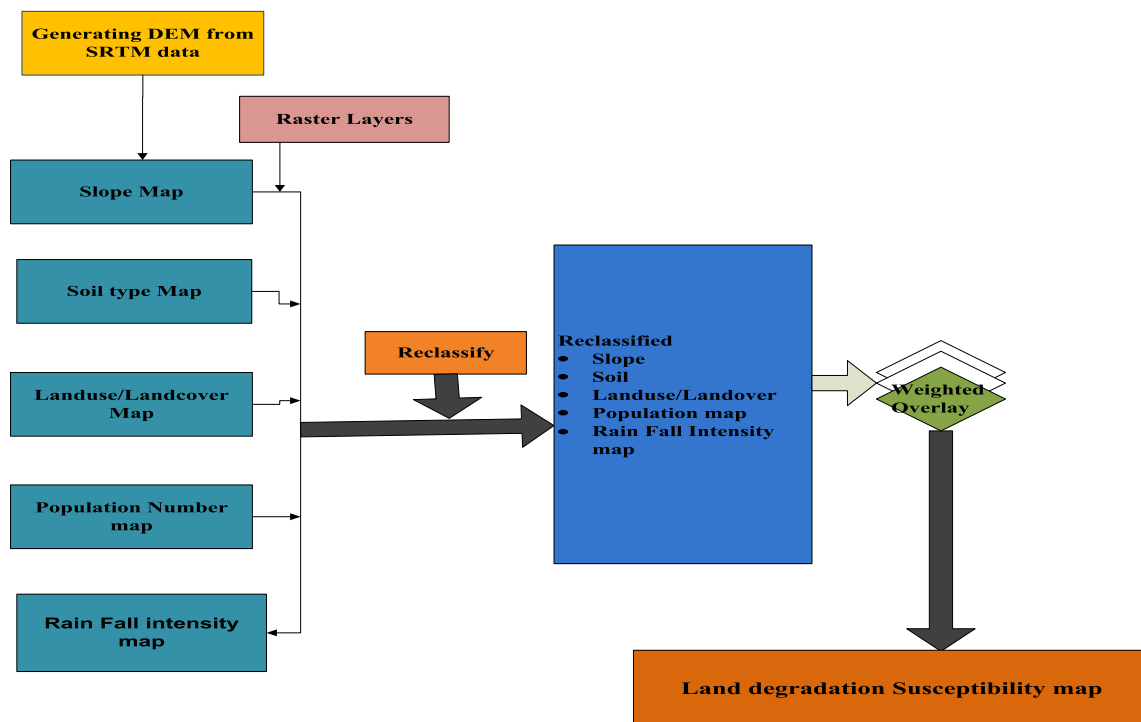 Generating DEM from
SRTM data
Raster Layers
Slope Map
Soil type Map
Landuse/Landcover
Map
Population Number
map
Rain Fall intensity
map
Reclassify
Reclassified
• Slope
• Soil
• Landuse/Landover
• Population map
• Rain Fall Intensity
map
Weighted
Overlay
Land degradation Susceptibility map